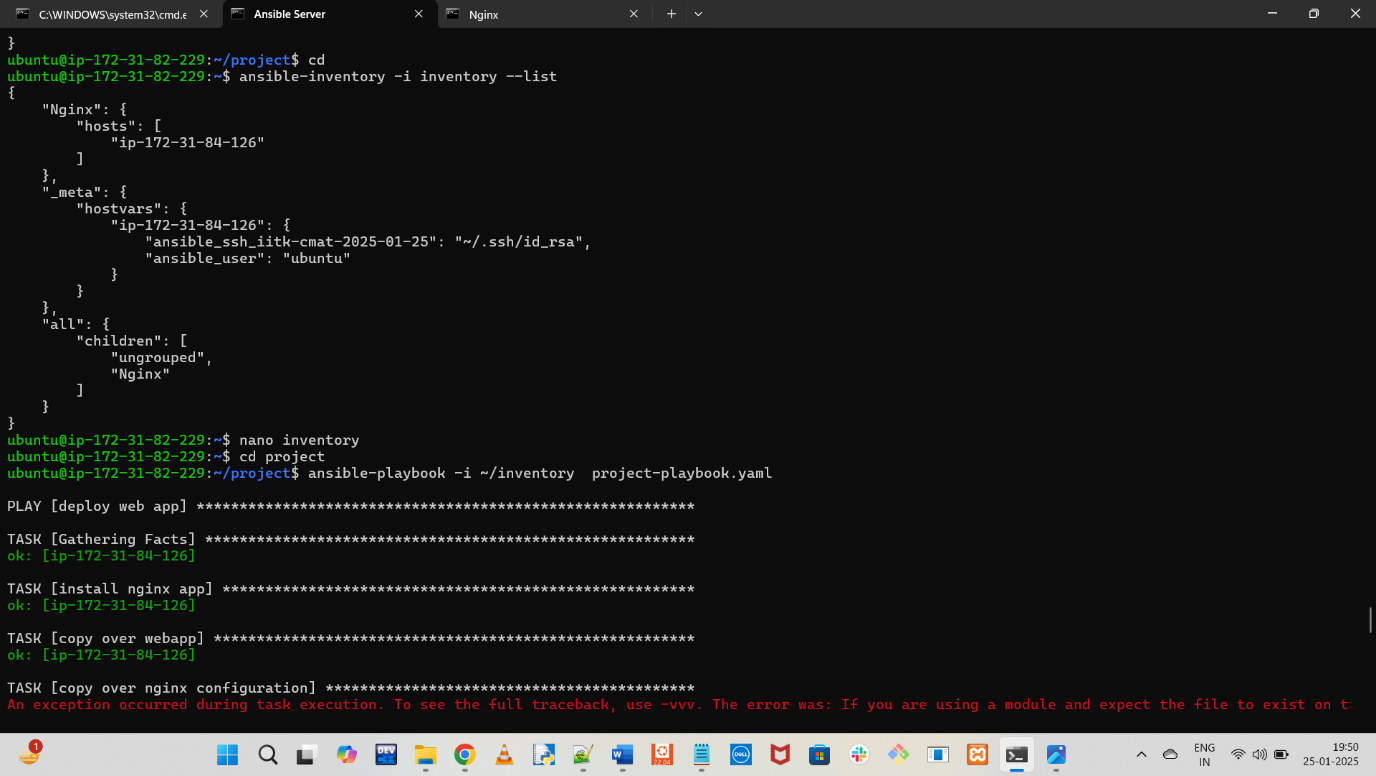 C:\WINDOWS\system32\cmd.e
Ansible Server
Nginx
}
ubuntu@ip-172-31-82-229:~/project$ cd
ubuntu@ip-172-31-82-229:~$ ansible-inventory -i inventory --list
{
    "Nginx": {
        "hosts": [
            "ip-172-31-84-126"
        ]
    },
    "_meta": {
        "hostvars": {
            "ip-172-31-84-126": {
                "ansible_ssh_iitk-cmat-2025-01-25": "~/.ssh/id_rsa",
                "ansible_user": "ubuntu"
            }
        }
    },
    "all": {
        "children": [
            "ungrouped",
            "Nginx"
        ]
    }
}
ubuntu@ip-172-31-82-229:~$ nano inventory
ubuntu@ip-172-31-82-229:~$ cd project
ubuntu@ip-172-31-82-229:~/project$ ansible-playbook -i ~/inventory  project-playbook.yaml
PLAY [deploy web app] **********************************************************
TASK [Gathering Facts] *********************************************************
ok: [ip-172-31-84-126]
TASK [install nginx app] *******************************************************
ok: [ip-172-31-84-126]
TASK [copy over webapp] ********************************************************
ok: [ip-172-31-84-126]
TASK [copy over nginx configuration] *******************************************
An exception occurred during task execution. To see the full traceback, use -vvv. The error was: If you are using a module and expect the file to exist on t
1
DEV
W
22.04
DELL
ENG
IN
19:50
25-01-2025